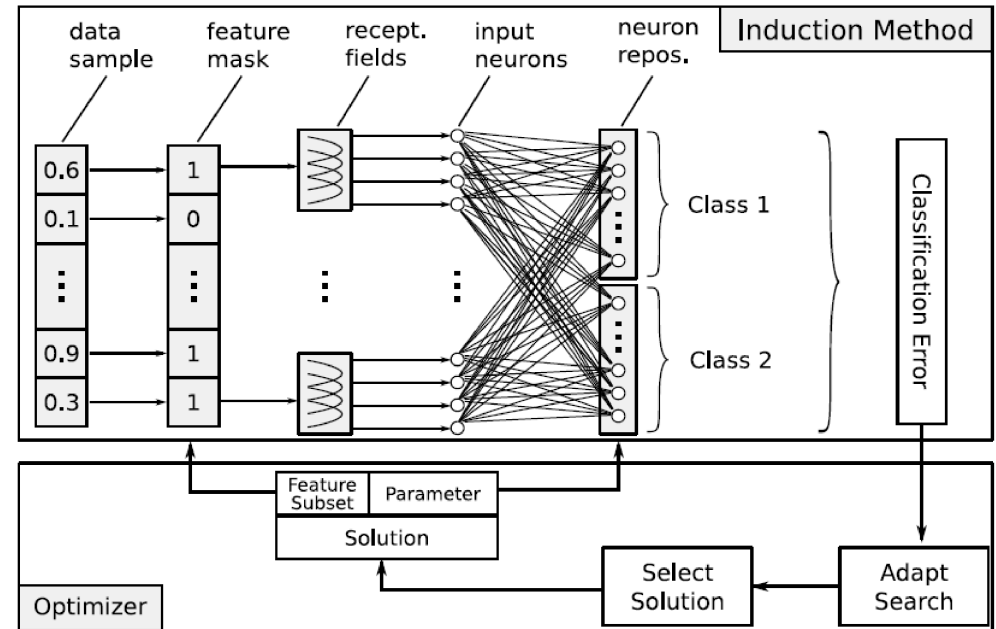 data
sample
feature
mask
recept.
fields
input
neurons
neuron
repos.
Induction Method
0.6
0.1
0.9
0.3
1
0
1
1
Class 1
Class 2
Classification Error
Feature
Subset
Parameter
Solution
Select
Solution
Adapt
Search
Optimizer